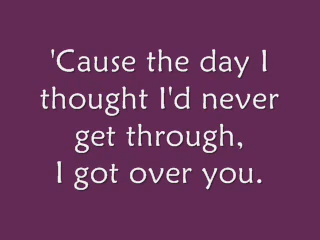 'Cause the day I
thought I'd never
get through,
I got over you.